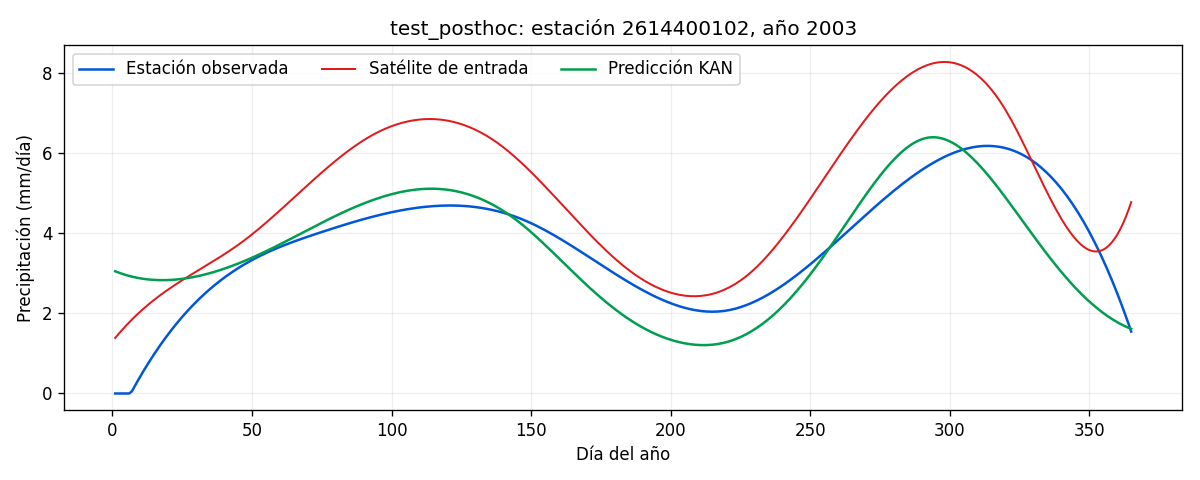 test_posthoc: estación 2614400102, año 2003
Estación observada
Satélite de entrada
Predicción KAN
Precipitación (mm/día)
8
6
4
2
0
0 50 100 150 200 250 300 350
Día del año